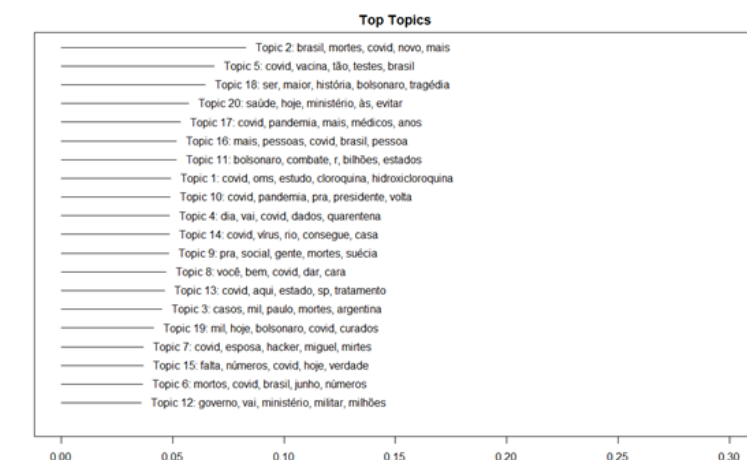 Top Topics
Topic 2: brasil, mortes, covid, novo, mais
Topic 5: covid, vacina, tão, testes, brasil
Topic 18: ser, maior, história, bolsonaro, tragédia
Topic 20: saúde, hoje, ministério, às, evitar
Topic 17: covid, pandemia, mais, médicos, anos
Topic 16: mais, pessoas, covid, brasil, pessoa
Topic 11: bolsonaro, combate, r, bilhões, estados
Topic 1: covid, oms, estudo, cloroquina, hidroxicloroquina
Topic 10: covid, pandemia, pra, presidente, volta
Topic 4: dia, vai, covid, dados, quarentena
Topic 14: covid, vírus, rio, consegue, casa
Topic 9: pra, social, gente, mortes, suécia
Topic 8: você, bem, covid, dar, cara
Topic 13: covid, aqui, estado, sp, tratamento
Topic 3: casos, mil, paulo, mortes, argentina
Topic 19: mil, hoje, bolsonaro, covid, curados
Topic 7: covid, esposa, hacker, miguel, mirtes
Topic 15: falta, números, covid, hoje, verdade
Topic 6: mortos, covid, brasil, junho, números
Topic 12: governo, vai, ministério, militar, milhões
0.00 0.05 0.10 0.15 0.20 0.25 0.30